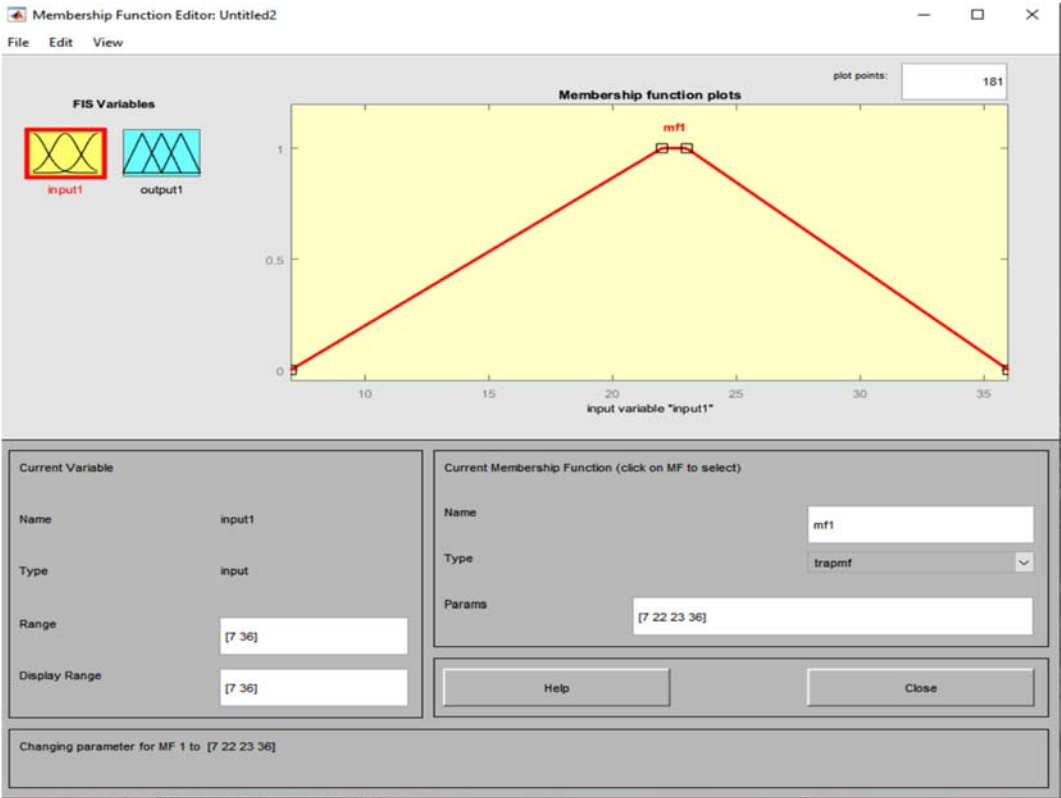 Membership Function Editor: Untitled2
File Edit View
plot points: 181
FIS Variables
Membership function plots
input1 output1
mf1
1
0.5
0
10 15 20 25 30 35
input variable "input1"
Current Variable
Name input1
Type input
Range [7 36]
Display Range [7 36]
Current Membership Function (click on MF to select)
Name mf1
Type trapmf
Params [7 22 23 36]
Help Close
Changing parameter for MF 1 to [7 22 23 36]